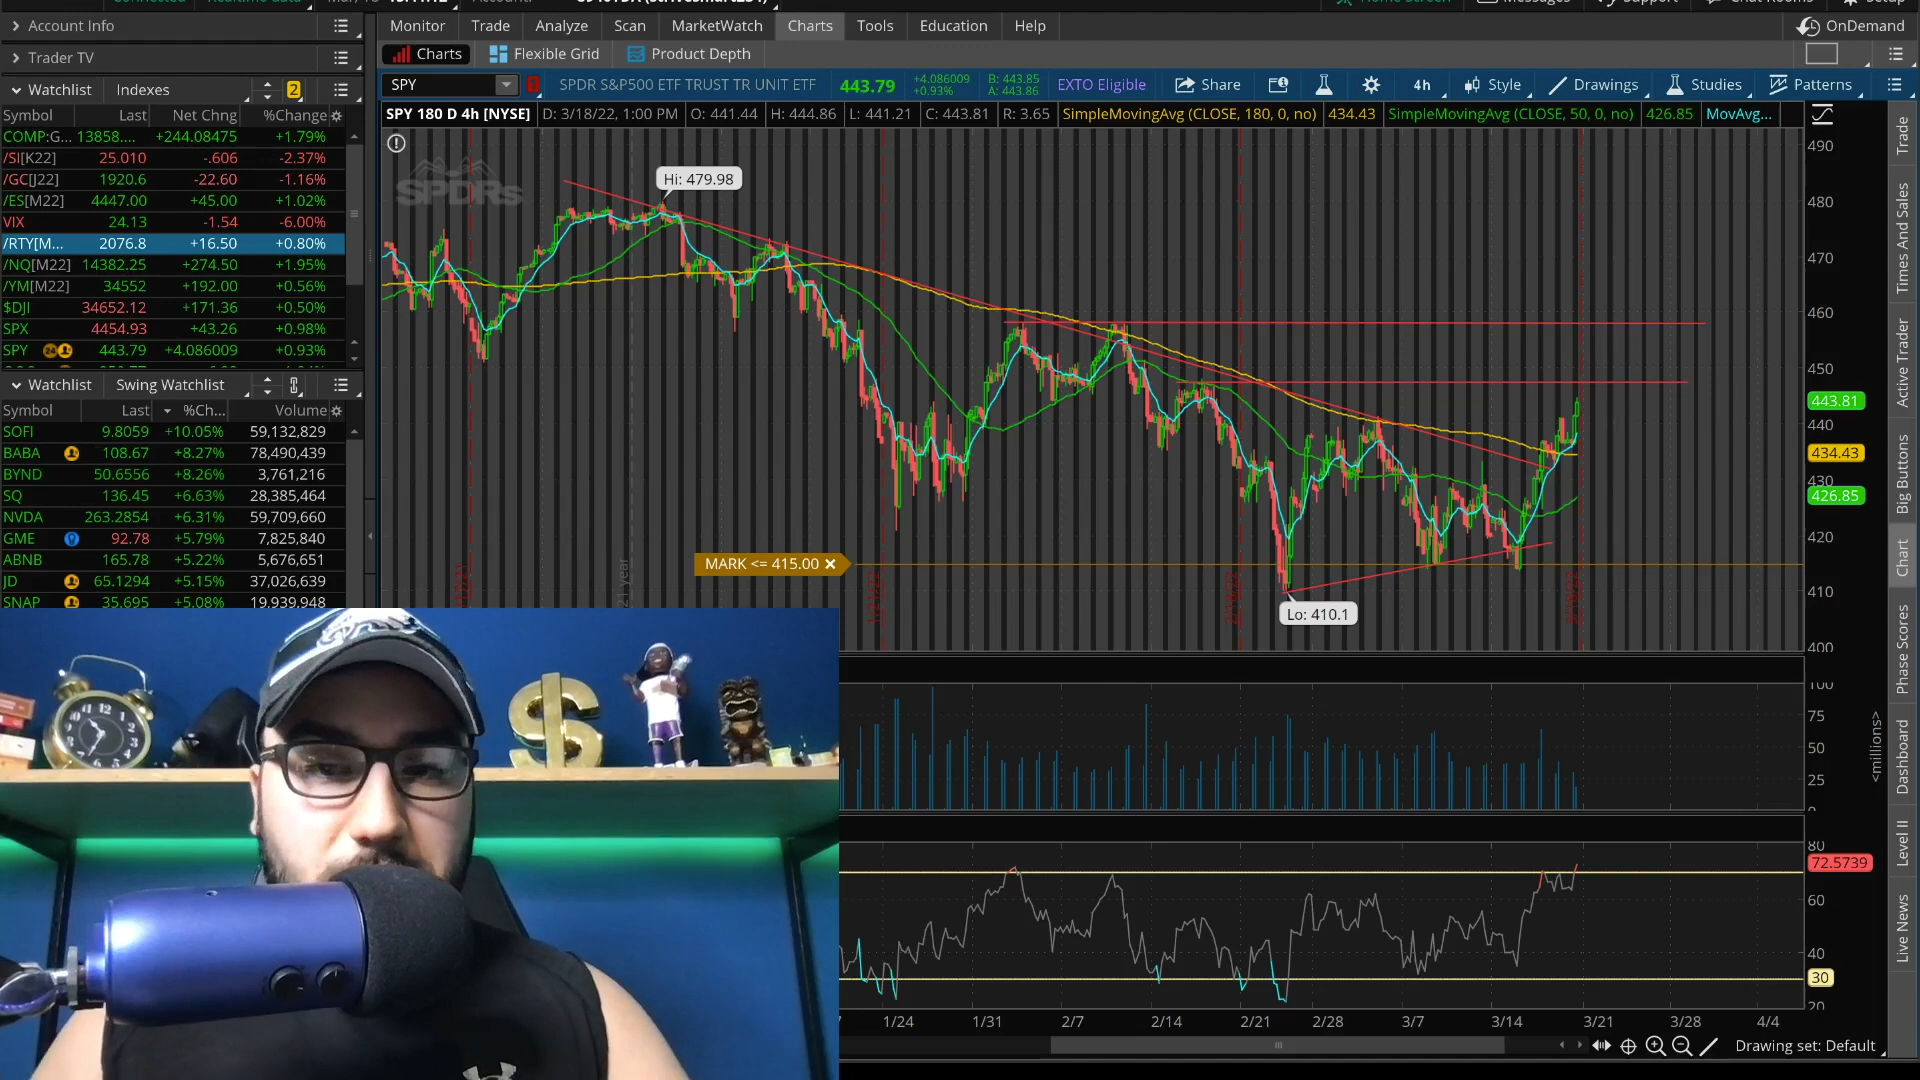 Account Info
Trader TV
Watchlist Indexes 2
Symbol Last Net Chng %Change
COMP:G... 13858.... +244.08475 +1.79%
/SI[K22] 25.010 -.606 -2.37%
/GC[J22] 1920.6 -22.60 -1.16%
/ES[M22] 4447.00 +45.00 +1.02%
VIX 24.13 -1.54 -6.00%
/RTY[M... 2076.8 +16.50 +0.80%
/NQ[M22] 14382.25 +274.50 +1.95%
/YM[M22] 34552 +192.00 +0.56%
$DJI 34652.12 +171.36 +0.50%
SPX 4454.93 +43.26 +0.98%
SPY 443.79 +4.086009 +0.93%
Watchlist Swing Watchlist
Symbol Last %Ch... Volume
SOFI 9.8059 +10.05% 59,132,829
BABA 108.67 +8.27% 78,490,439
BYND 50.6556 +8.26% 3,761,216
SQ 136.45 +6.63% 28,385,464
NVDA 263.2854 +6.31% 59,709,660
GME 92.78 +5.79% 7,825,840
ABNB 165.78 +5.22% 5,676,651
JD 65.1294 +5.15% 37,026,639
SNAP 35.695 +5.08% 19,939,948
Monitor Trade Analyze Scan MarketWatch Charts Tools Education Help OnDemand
Charts Flexible Grid Product Depth
SPY SPDR S&P500 ETF TRUST TR UNIT ETF 443.79 +4.086009 +0.93% B: 443.85 A: 443.86 EXTO Eligible Share 4h Style Drawings Studies Patterns
SPY 180 D 4h [NYSE] D: 3/18/22, 1:00 PM O: 441.44 H: 444.86 L: 441.21 C: 443.81 R: 3.65 SimpleMovingAvg (CLOSE, 180, 0, no) 434.43 SimpleMovingAvg (CLOSE, 50, 0, no) 426.85 MovAvg...
SPDRs
Hi: 479.98
MARK <= 415.00
Lo: 410.1
490
480
470
460
450
443.81
440
434.43
430
426.85
420
410
400
100
75
50
25
<millions>
80
72.5739
60
40
30
20
1/24 1/31 2/7 2/14 2/21 2/28 3/7 3/14 3/21 3/28 4/4
Drawing set: Default
Trade
Times And Sales
Active Trader
Big Buttons
Chart
Phase Scores
Dashboard
Level II
Live News